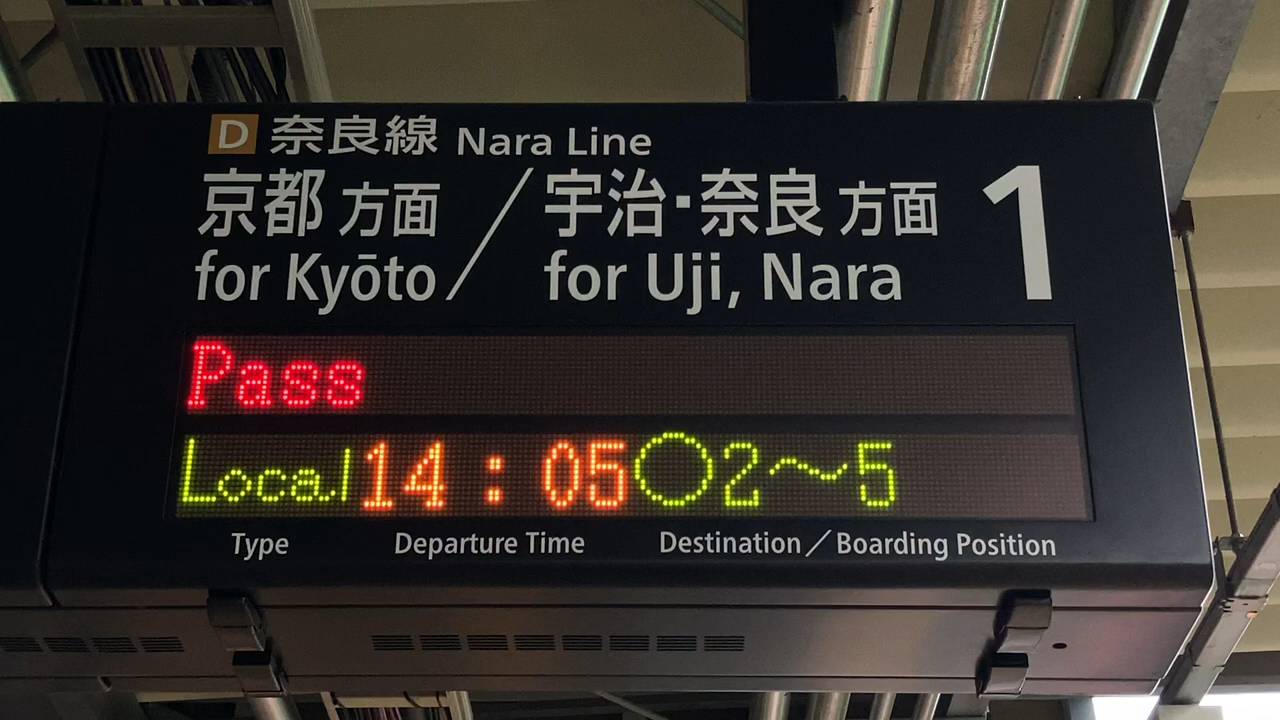 D 奈良線 Nara Line
京都 方面 / 宇治・奈良 方面 1
for Kyōto / for Uji, Nara
Pass
Local 14:05 ○2～5
Type Departure Time Destination/Boarding Position